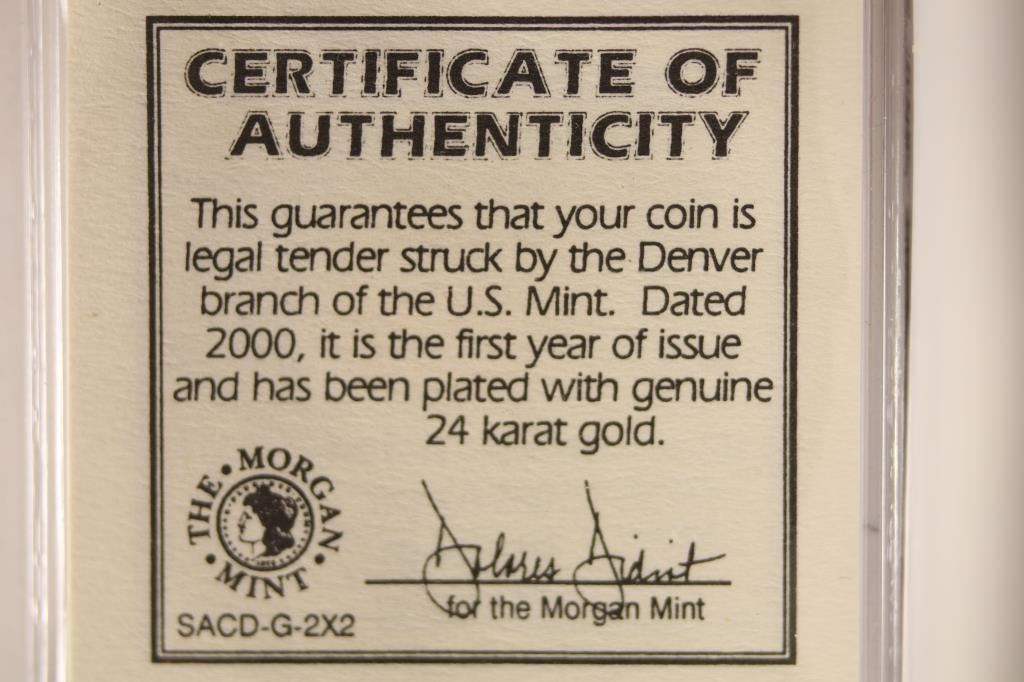 CERTIFICATE OF
AUTHENTICITY
This guarantees that your coin is
legal tender struck by the Denver
branch of the U.S. Mint.  Dated
2000, it is the first year of issue
and has been plated with genuine
24 karat gold.
THE • MORGAN • MINT •
Dolores
for the Morgan Mint
SACD-G-2X2